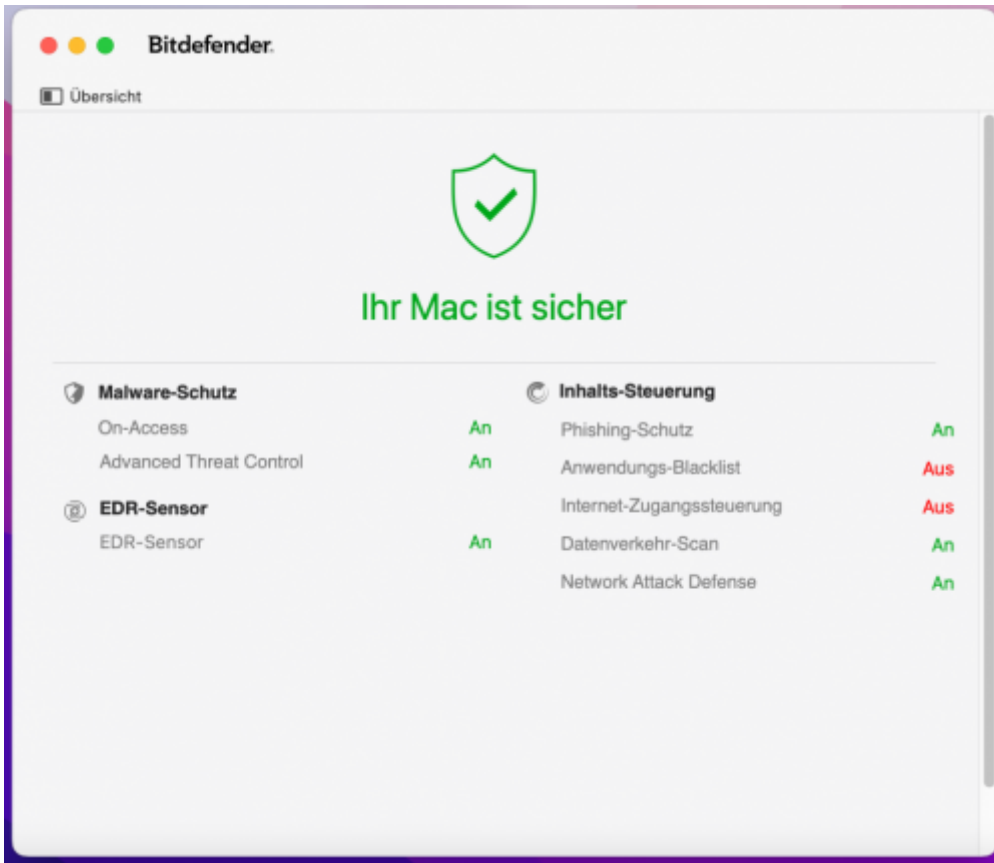 Bitdefender
Übersicht
Ihr Mac ist sicher
Malware-Schutz
On-Access An
Advanced Threat Control An
EDR-Sensor
EDR-Sensor An
Inhalts-Steuerung
Phishing-Schutz An
Anwendungs-Blacklist Aus
Internet-Zugangssteuerung Aus
Datenverkehr-Scan An
Network Attack Defense An